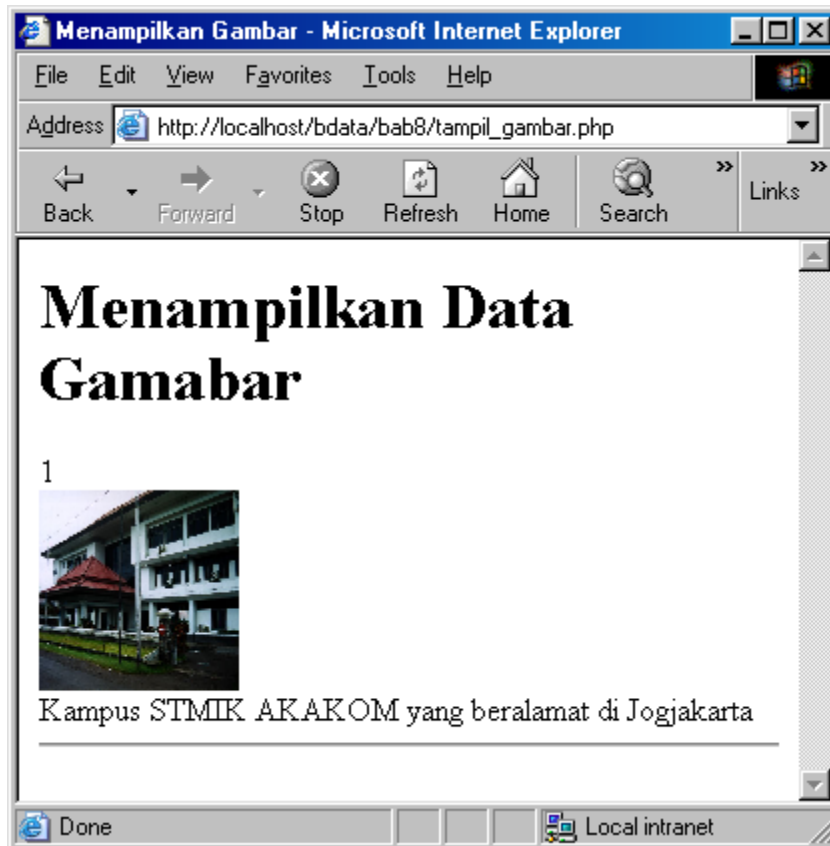 Menampilkan Gambar - Microsoft Internet Explorer
File Edit View Favorites Tools Help
Address http://localhost/bdata/bab8/tampil_gambar.php
Back Forward Stop Refresh Home Search » Links »
Menampilkan Data
Gamabar
1
Kampus STMIK AKAKOM yang beralamat di Jogjakarta
Done Local intranet